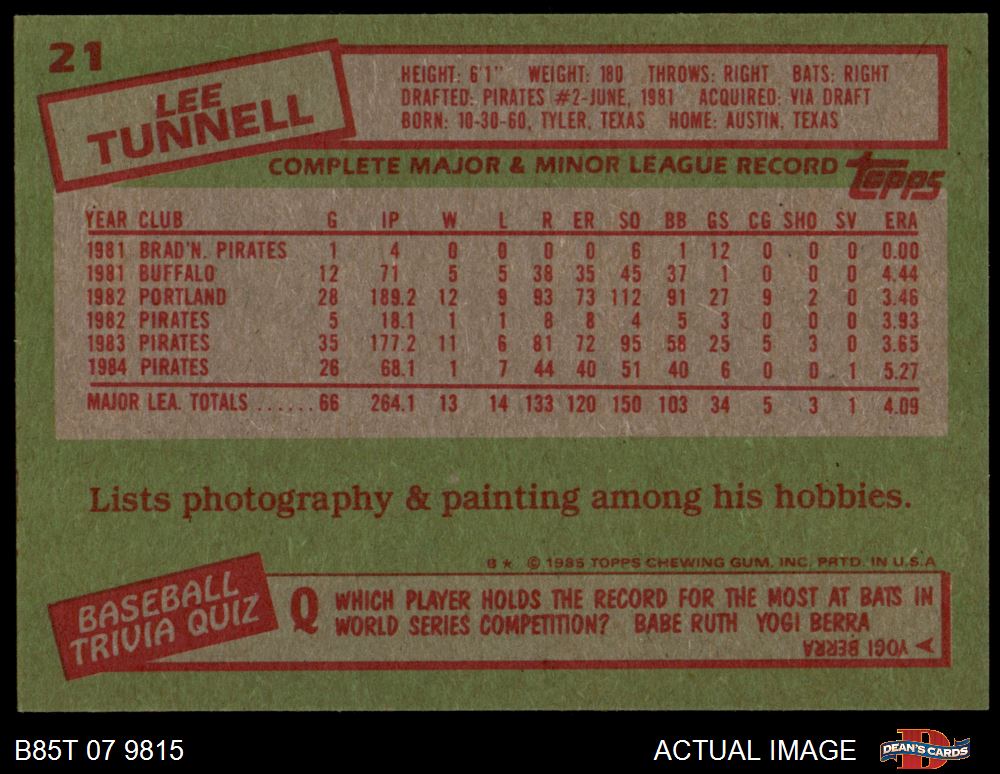 21
LEE
TUNNELL
HEIGHT: 6'1" WEIGHT: 180 THROWS: RIGHT BATS: RIGHT
DRAFTED: PIRATES #2-JUNE, 1981 ACQUIRED: VIA DRAFT
BORN: 10-30-60, TYLER, TEXAS HOME: AUSTIN, TEXAS
COMPLETE MAJOR & MINOR LEAGUE RECORD topps
YEAR CLUB G IP W L R ER SO BB GS CG SHO SV ERA
1981 BRAD'N. PIRATES 1 4 0 0 0 0 6 1 12 0 0 0 0.00
1981 BUFFALO 12 71 5 5 38 35 45 37 1 0 0 0 4.44
1982 PORTLAND 28 189.2 12 9 93 73 112 91 27 9 2 0 3.46
1982 PIRATES 5 18.1 1 1 8 8 4 5 3 0 0 0 3.93
1983 PIRATES 35 177.2 11 6 81 72 95 58 25 5 3 0 3.65
1984 PIRATES 26 68.1 1 7 44 40 51 40 6 0 0 1 5.27
MAJOR LEA. TOTALS ......66 264.1 13 14 133 120 150 103 34 5 3 1 4.09
Lists photography & painting among his hobbies.
B* © 1985 TOPPS CHEWING GUM, INC. PRTD. IN U.S.A
BASEBALL
TRIVIA QUIZ
Q WHICH PLAYER HOLDS THE RECORD FOR THE MOST AT BATS IN
WORLD SERIES COMPETITION? BABE RUTH YOGI BERRA
YOGI BERRA
B85T 07 9815
ACTUAL IMAGE
DEAN'S CARDS